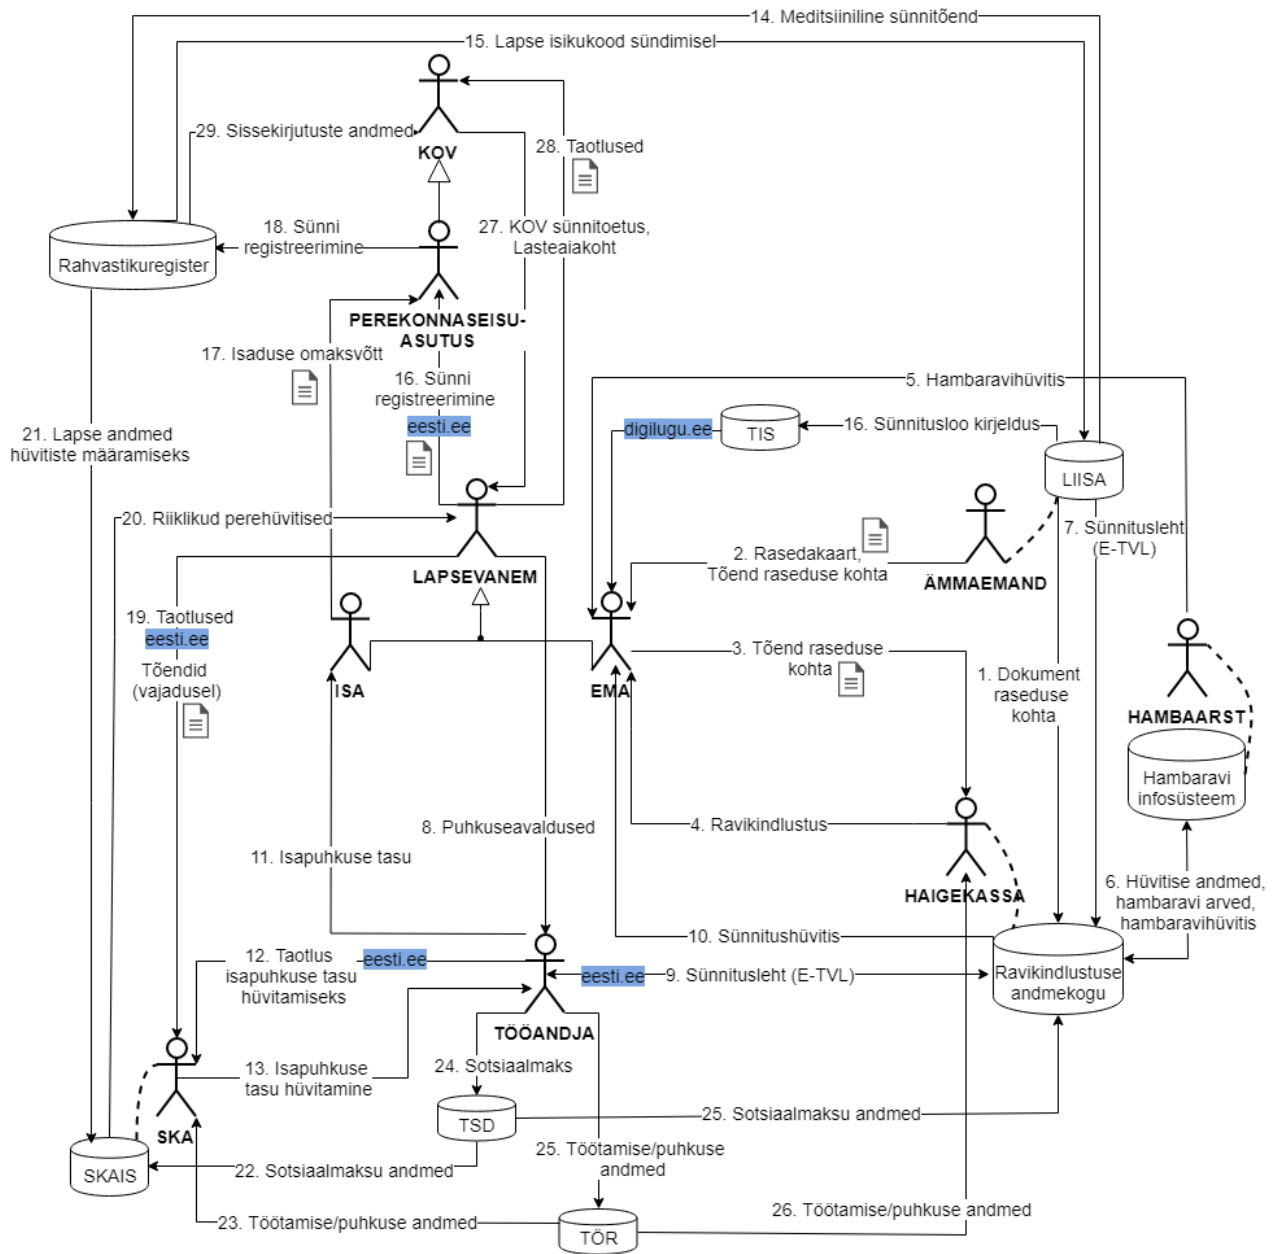 14. Meditsiiniline sünnitõend
15. Lapse isikukood sündimisel
29. Sissekirjutuste andmed
KOV
28. Taotlused
18. Sünni
registreerimine
27. KOV sünnitoetus,
Lasteaiakoht
Rahvastikuregister
PEREKONNASEISU-
ASUTUS
17. Isaduse omaksvõtt
16. Sünni
registreerimine
eesti.ee
5. Hambaravihüvitis
digilugu.ee
TIS
16. Sünnitusloo kirjeldus
21. Lapse andmed
hüvitiste määramiseks
LIISA
20. Riiklikud perehüvitised
7. Sünnitusleht
(E-TVL)
2. Rasedakaart,
Tõend raseduse kohta
LAPSEVANEM
ÄMMAEMAND
19. Taotlused
eesti.ee
Tõendid
(vajadusel)
ISA
EMA
3. Tõend raseduse
kohta
1. Dokument
raseduse
kohta
HAMBAARST
Hambaravi
infosüsteem
8. Puhkuseavaldused
4. Ravikindlustus
11. Isapuhkuse tasu
HAIGEKASSA
6. Hüvitise andmed,
hambaravi arved,
hambaravihüvitis
10. Sünnitushüvitis
12. Taotlus
isapuhkuse tasu
hüvitamiseks
eesti.ee
eesti.ee
9. Sünnitusleht (E-TVL)
Ravikindlustuse
andmekogu
TÖÖANDJA
13. Isapuhkuse
tasu hüvitamine
24. Sotsiaalmaks
SKA
TSD
25. Sotsiaalmaksu andmed
SKAIS
22. Sotsiaalmaksu andmed
25. Töötamise/puhkuse
andmed
23. Töötamise/puhkuse andmed
TÖR
26. Töötamise/puhkuse andmed